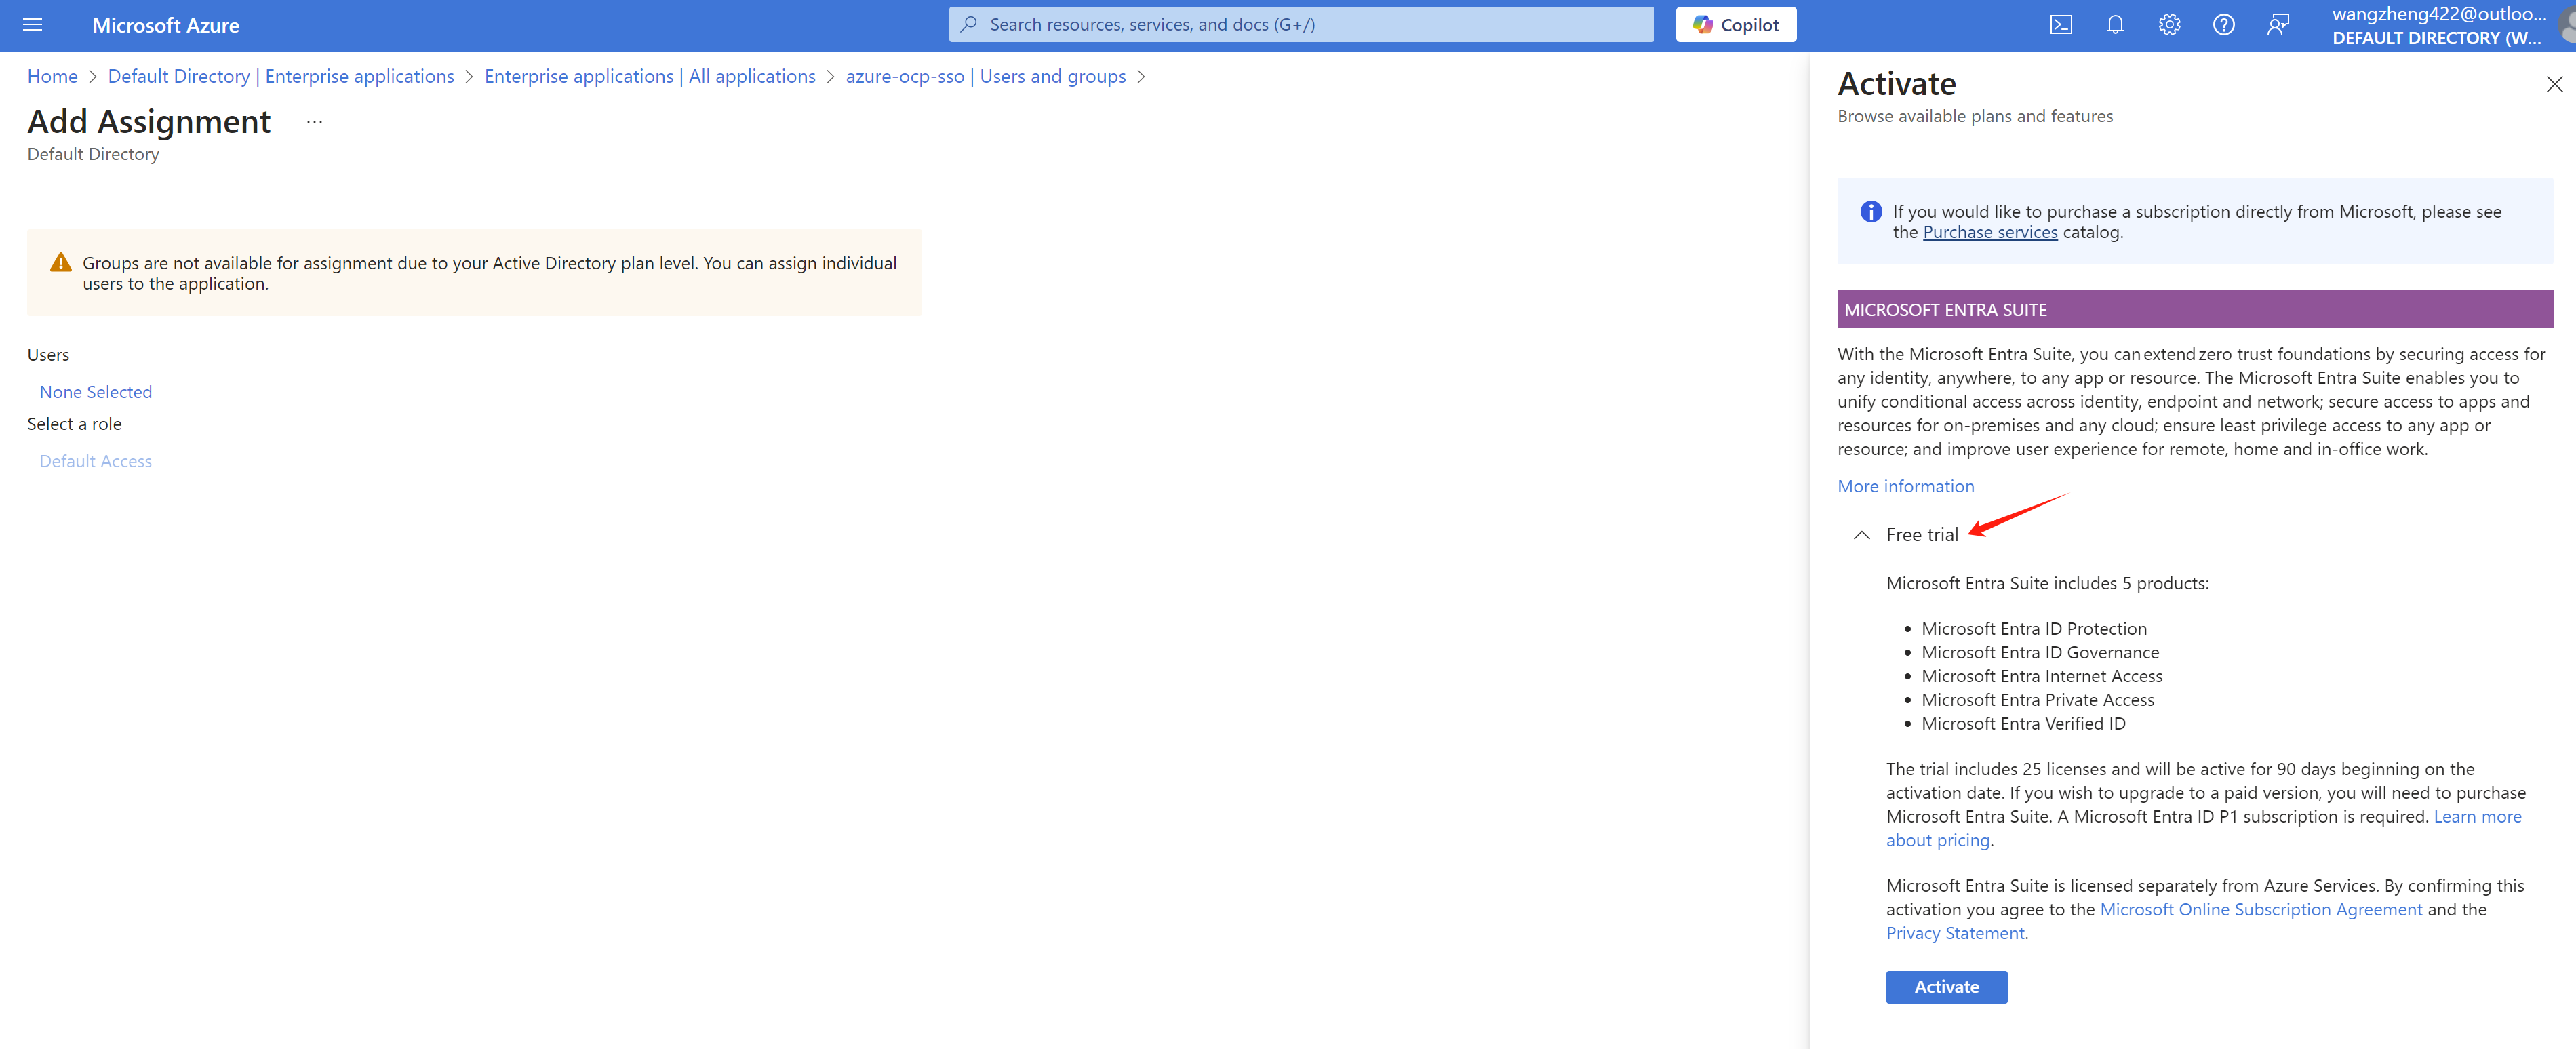 Microsoft Azure
Search resources, services, and docs (G+/)
Copilot
wangzheng422@outloo...
DEFAULT DIRECTORY (W...
Home > Default Directory | Enterprise applications > Enterprise applications | All applications > azure-ocp-sso | Users and groups >
Add Assignment ...
Default Directory
Groups are not available for assignment due to your Active Directory plan level. You can assign individual
users to the application.
Users
None Selected
Select a role
Default Access
Activate
Browse available plans and features
If you would like to purchase a subscription directly from Microsoft, please see
the Purchase services catalog.
MICROSOFT ENTRA SUITE
With the Microsoft Entra Suite, you can extend zero trust foundations by securing access for
any identity, anywhere, to any app or resource. The Microsoft Entra Suite enables you to
unify conditional access across identity, endpoint and network; secure access to apps and
resources for on-premises and any cloud; ensure least privilege access to any app or
resource; and improve user experience for remote, home and in-office work.
More information
Free trial
Microsoft Entra Suite includes 5 products:
• Microsoft Entra ID Protection
• Microsoft Entra ID Governance
• Microsoft Entra Internet Access
• Microsoft Entra Private Access
• Microsoft Entra Verified ID
The trial includes 25 licenses and will be active for 90 days beginning on the
activation date. If you wish to upgrade to a paid version, you will need to purchase
Microsoft Entra Suite. A Microsoft Entra ID P1 subscription is required. Learn more
about pricing.
Microsoft Entra Suite is licensed separately from Azure Services. By confirming this
activation you agree to the Microsoft Online Subscription Agreement and the
Privacy Statement.
Activate